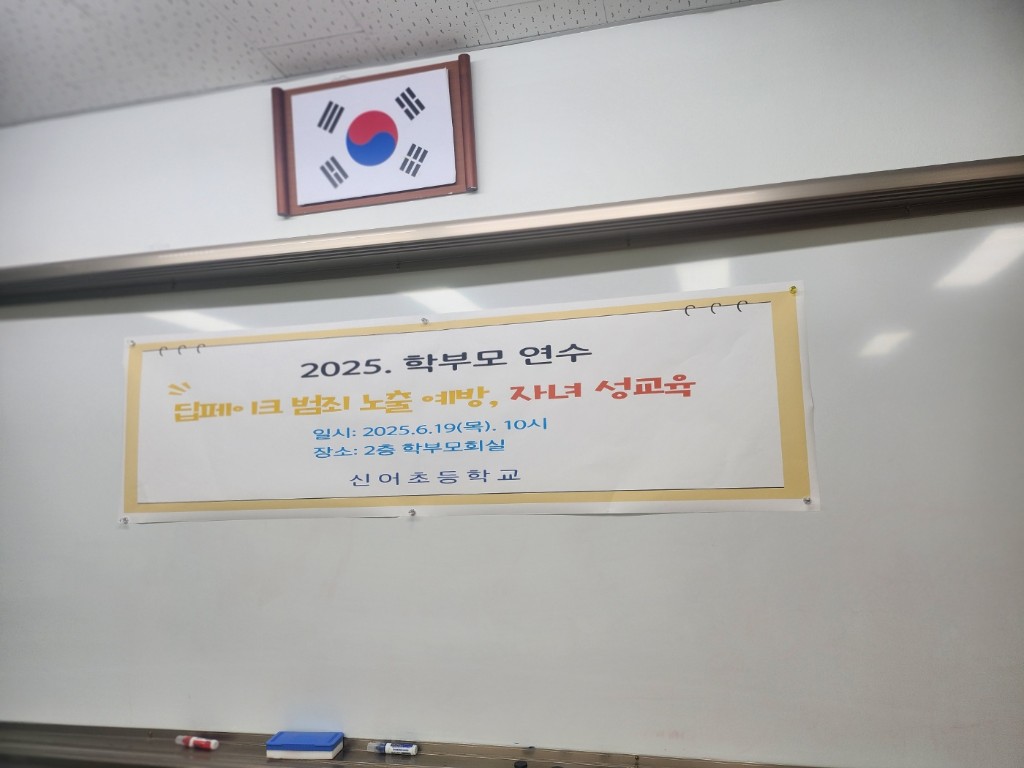 2025. 학부모 연수
딥페이크 범죄 노출 예방, 자녀 성교육
일시: 2025.6.19(목). 10시
장소: 2층 학부모회실
신어초등학교